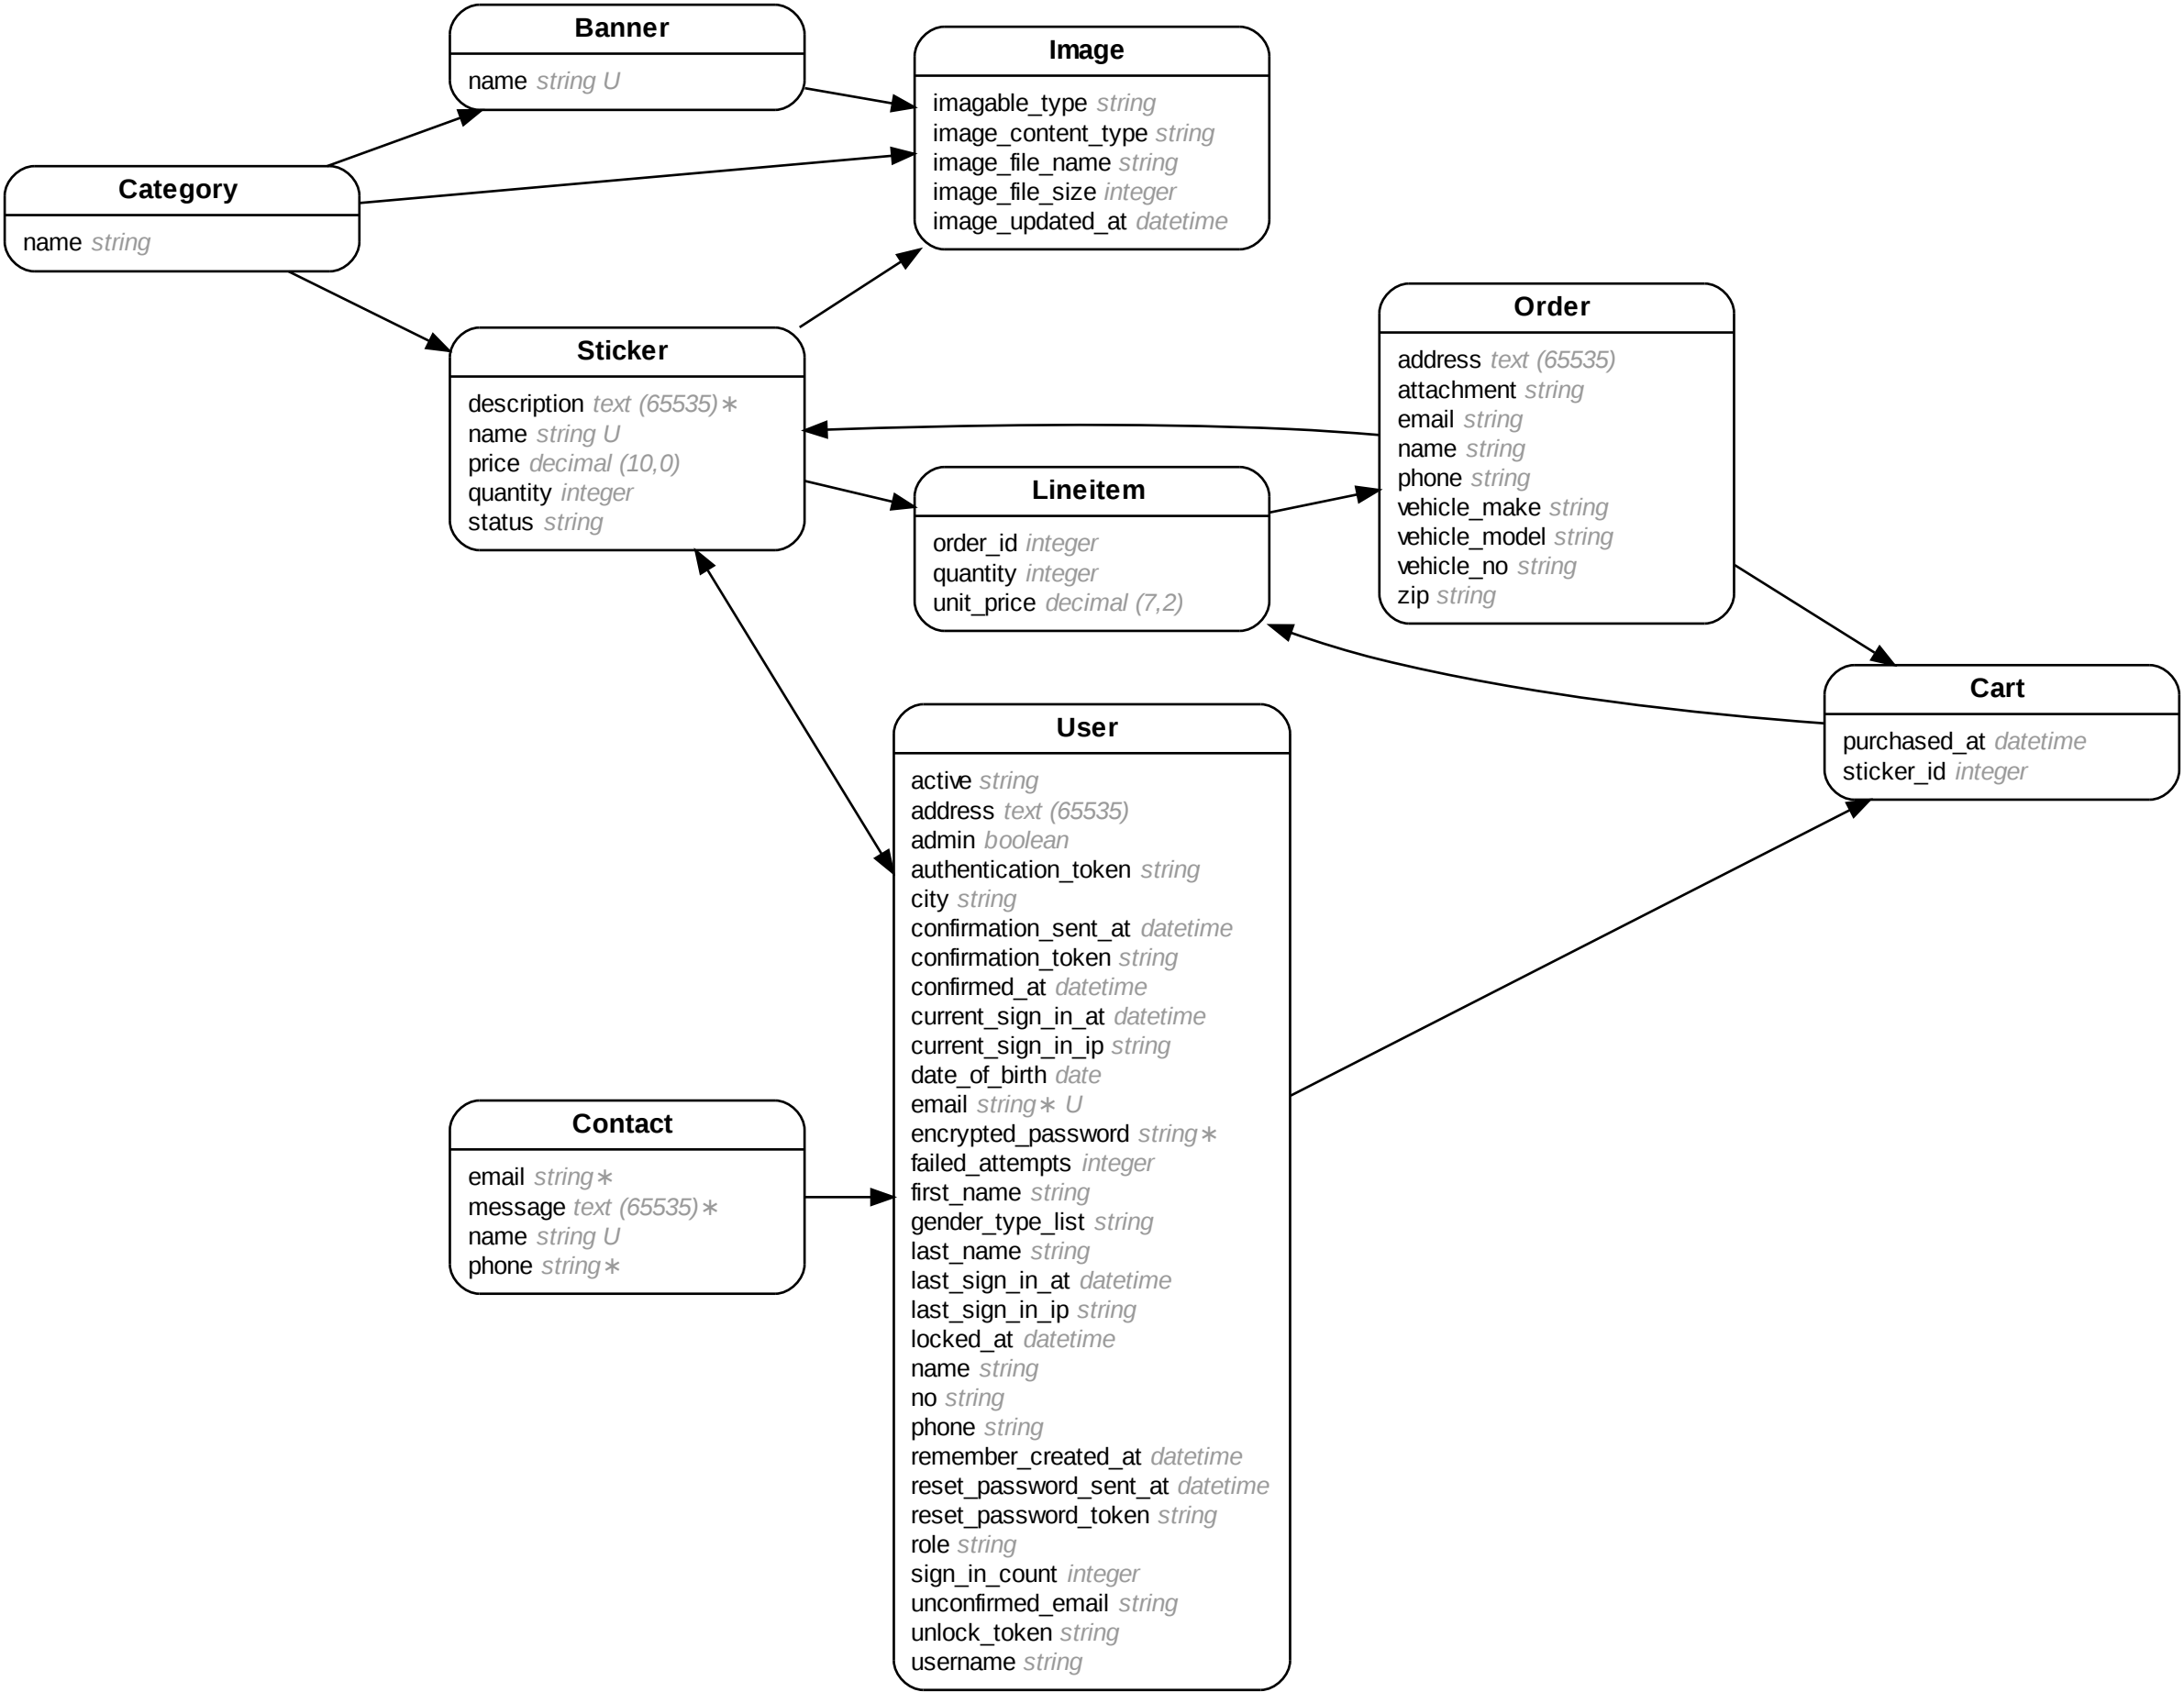 Banner
name string U
Image
imagable_type string
image_content_type string
image_file_name string
image_file_size integer
image_updated_at datetime
Category
name string
Sticker
description text (65535)∗
name string U
price decimal (10,0)
quantity integer
status string
Order
address text (65535)
attachment string
email string
name string
phone string
vehicle_make string
vehicle_model string
vehicle_no string
zip string
Lineitem
order_id integer
quantity integer
unit_price decimal (7,2)
Cart
purchased_at datetime
sticker_id integer
User
active string
address text (65535)
admin boolean
authentication_token string
city string
confirmation_sent_at datetime
confirmation_token string
confirmed_at datetime
current_sign_in_at datetime
current_sign_in_ip string
date_of_birth date
email string∗ U
encrypted_password string∗
failed_attempts integer
first_name string
gender_type_list string
last_name string
last_sign_in_at datetime
last_sign_in_ip string
locked_at datetime
name string
no string
phone string
remember_created_at datetime
reset_password_sent_at datetime
reset_password_token string
role string
sign_in_count integer
unconfirmed_email string
unlock_token string
username string
Contact
email string∗
message text (65535)∗
name string U
phone string∗